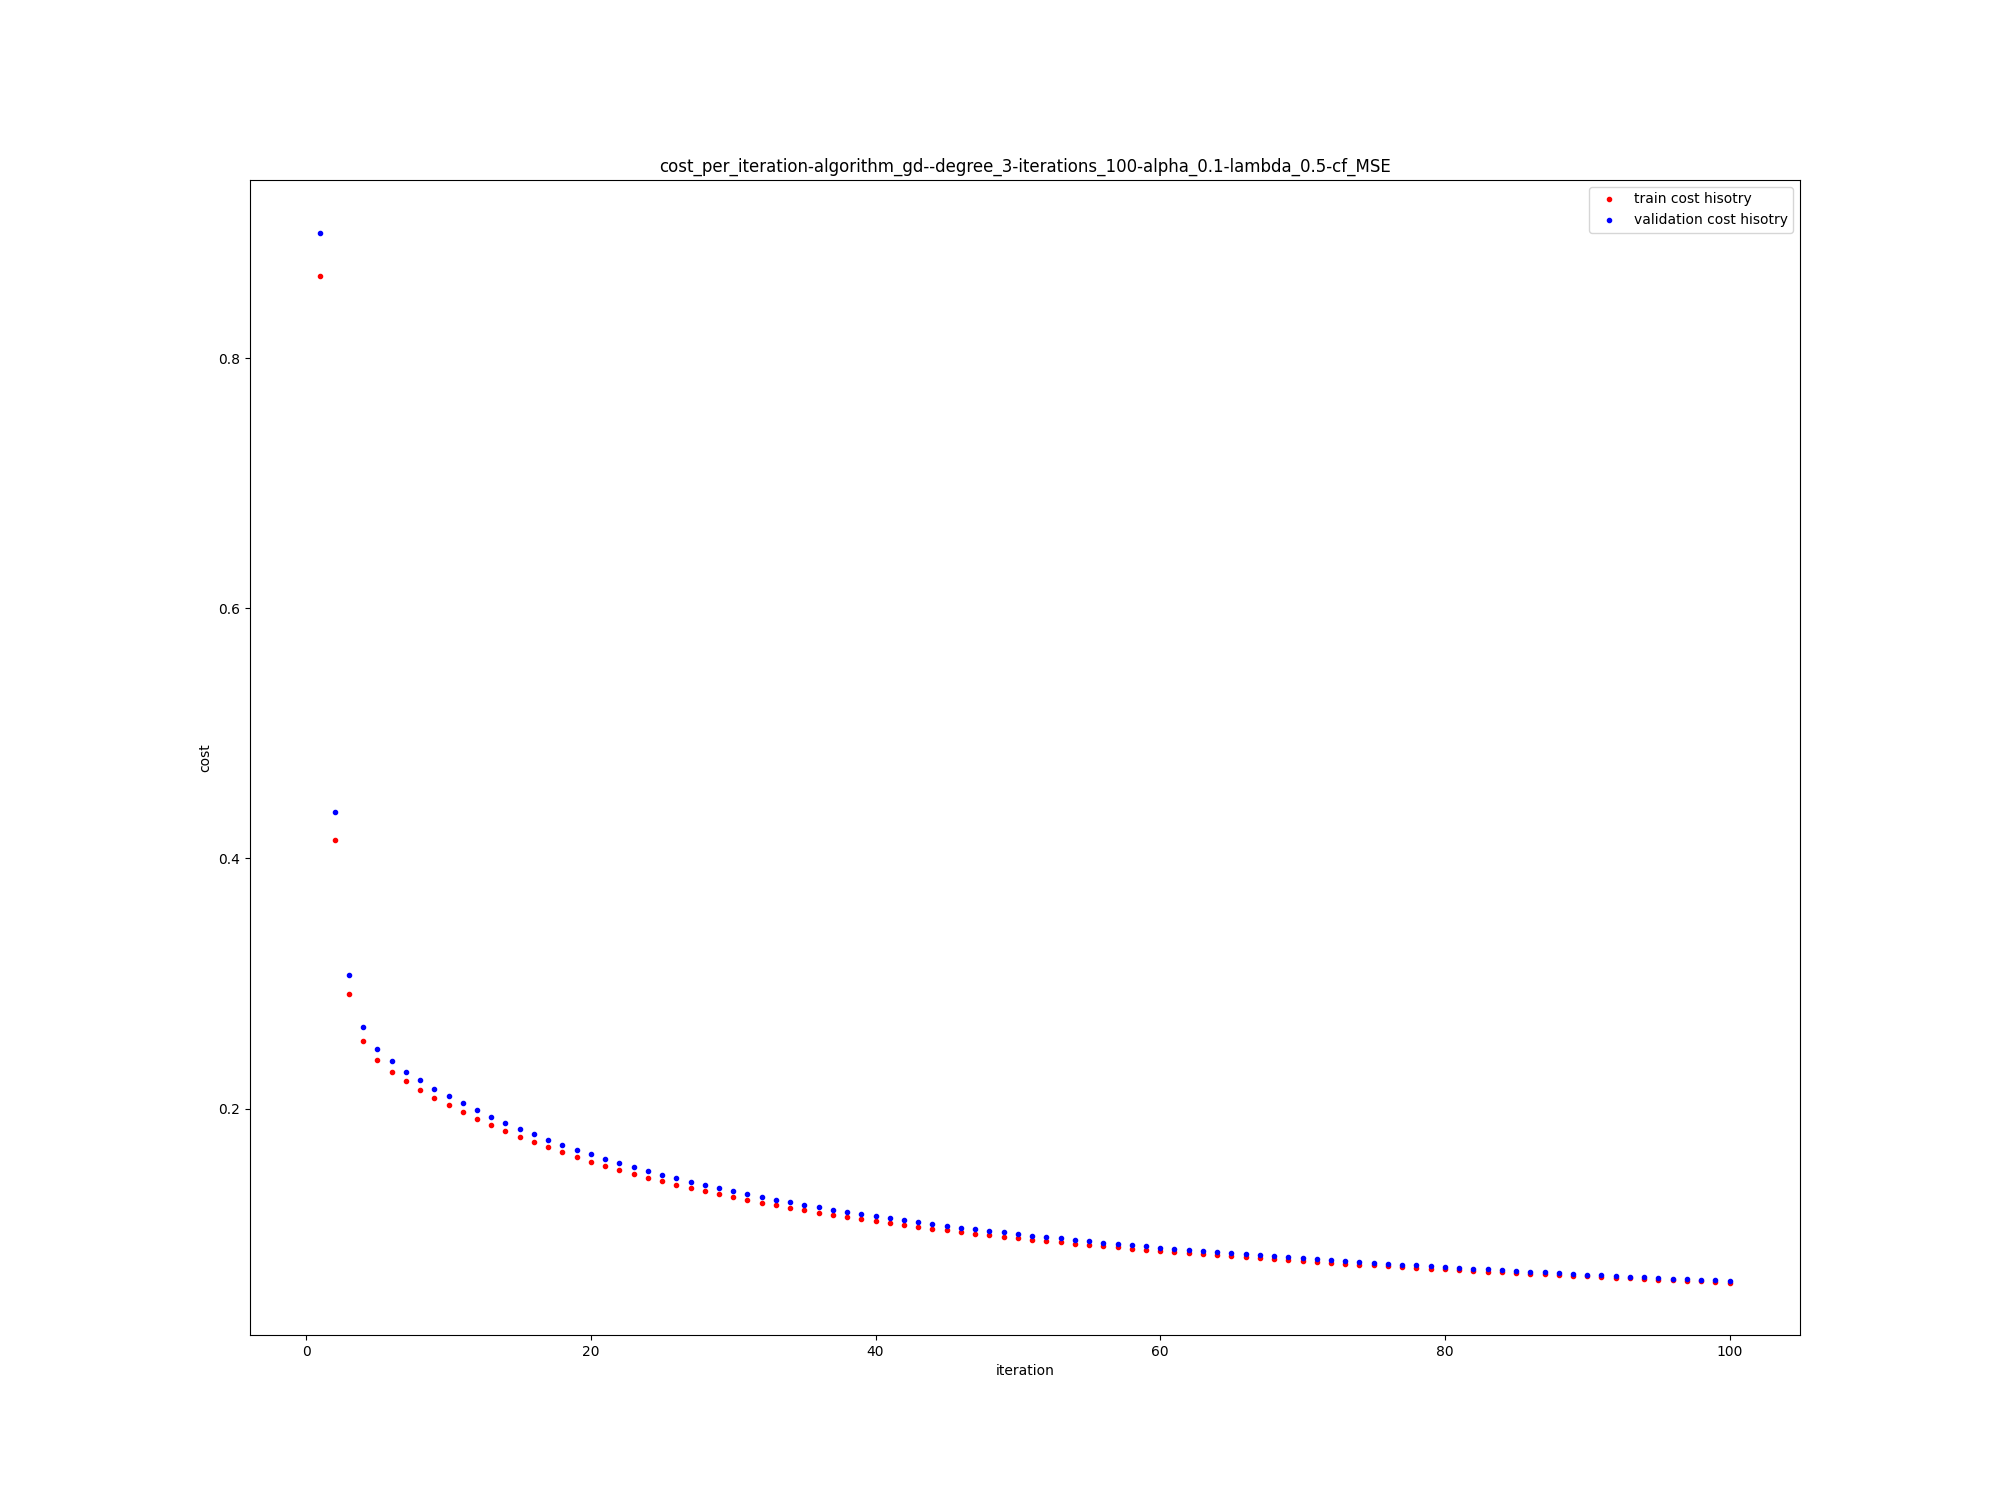 cost_per_iteration-algorithm_gd--degree_3-iterations_100-alpha_0.1-lambda_0.5-cf_MSE
train cost hisotry
validation cost hisotry
0.8
0.6
0.4
0.2
cost
0 20 40 60 80 100
iteration